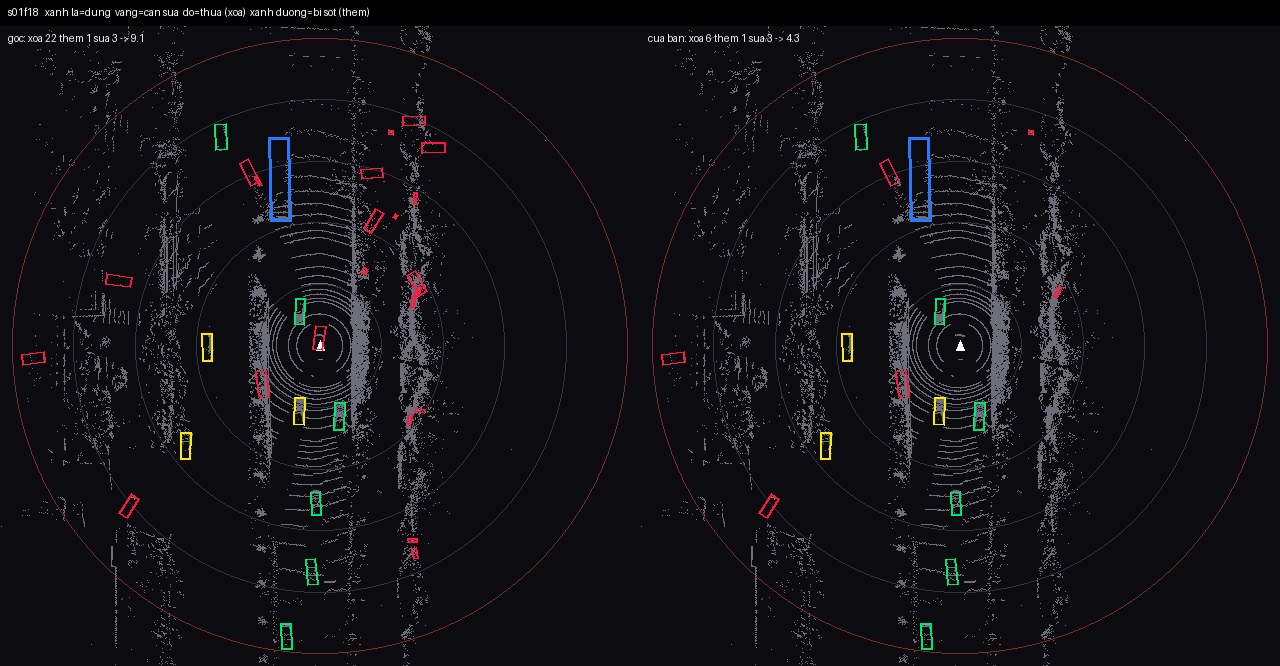 s01f18 xanh la=dung vang=can sua do=thua (xoa) xanh duong=bi sot (them)
goc: xoa 22 them 1 sua 3 -> 9.1
cua ban: xoa 6 them 1 sua 3 -> 4.3